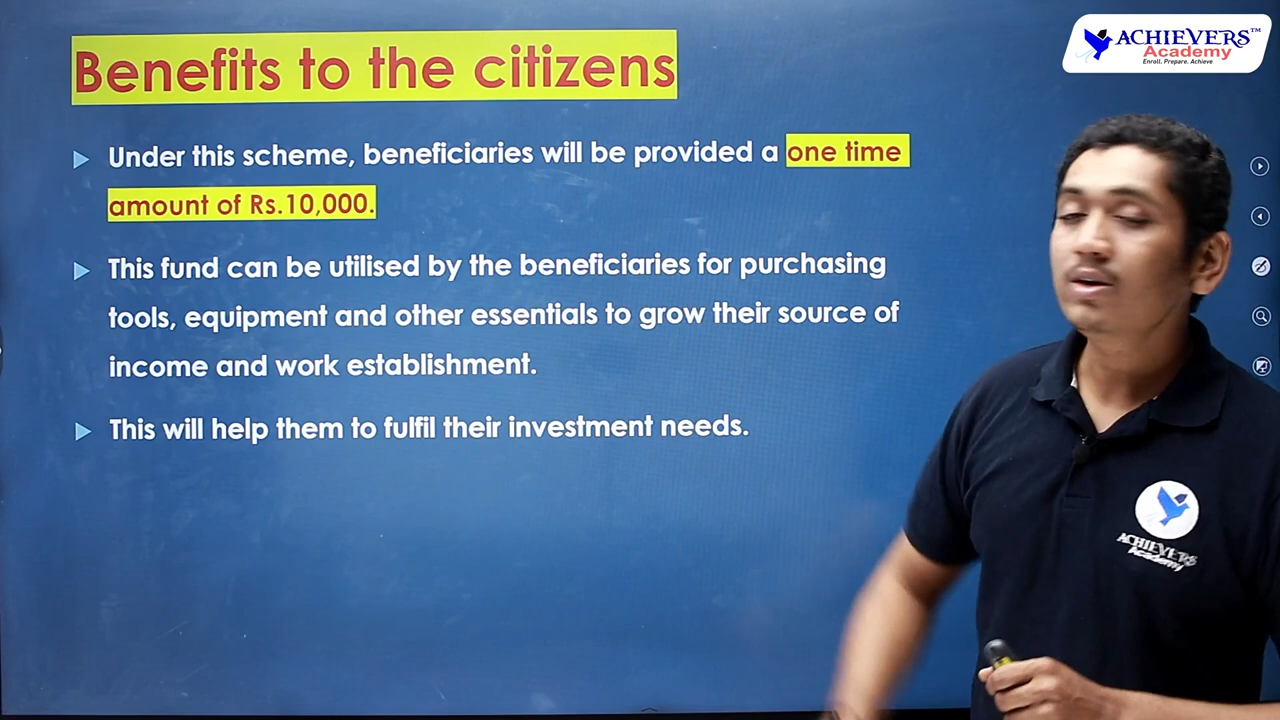 Benefits to the citizens
ACHIEVERS™
Academy
Enroll. Prepare. Achieve
Under this scheme, beneficiaries will be provided a one time
amount of Rs.10,000.
This fund can be utilised by the beneficiaries for purchasing
tools, equipment and other essentials to grow their source of
income and work establishment.
This will help them to fulfil their investment needs.
ACHIEVERS
Academy